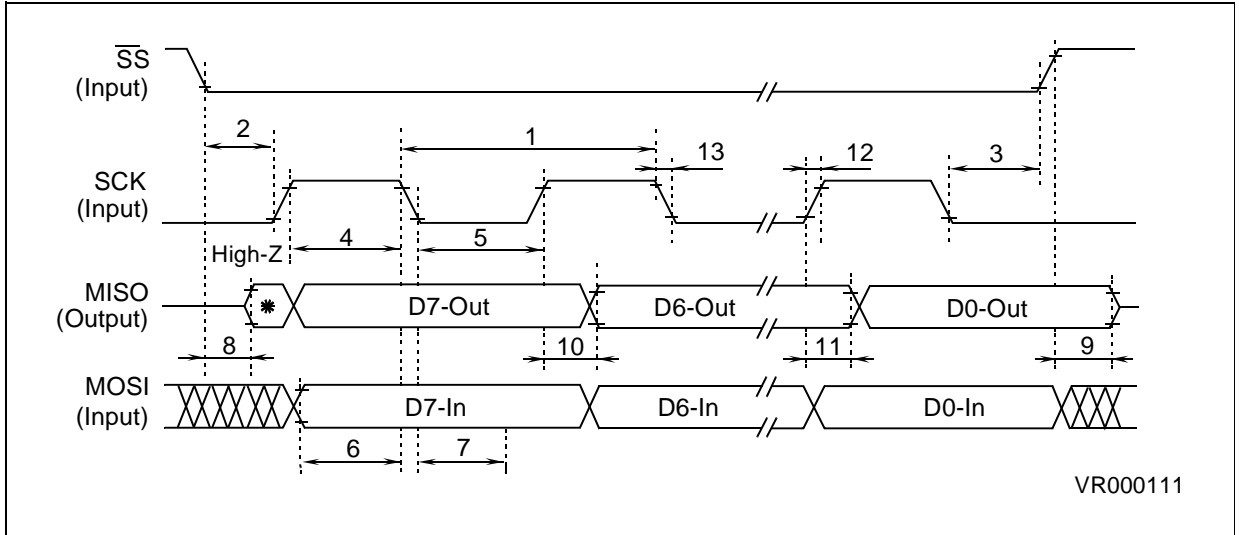 SS
(Input)
2
1
13
12
3
SCK
(Input)
High-Z
4
5
MISO
(Output)
*
D7-Out
D6-Out
D0-Out
8
10
11
9
MOSI
(Input)
D7-In
D6-In
D0-In
6
7
VR000111